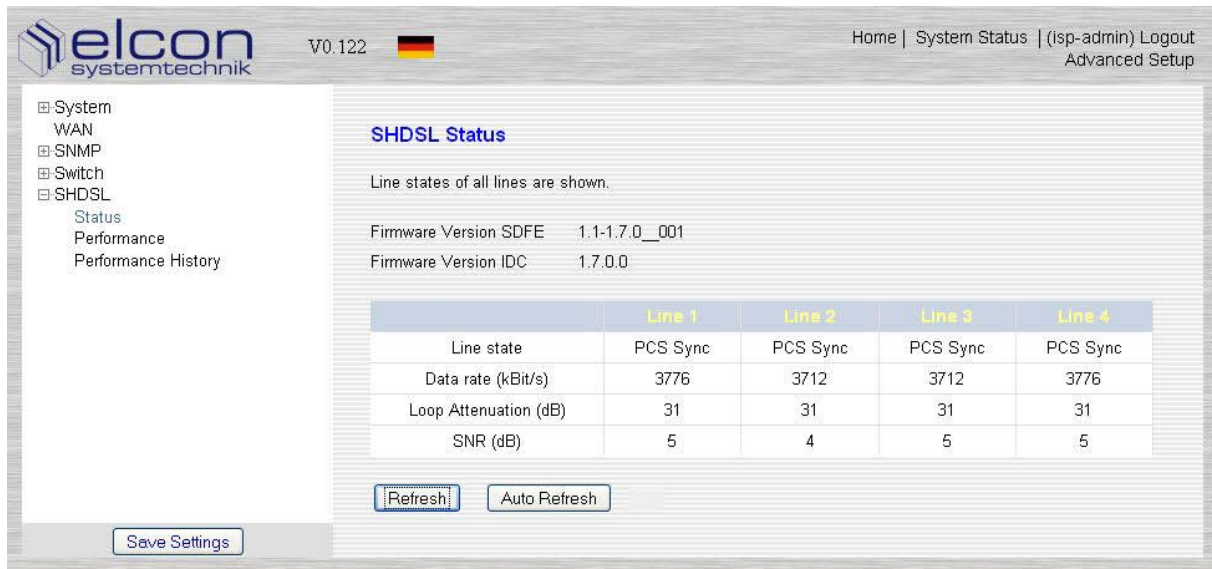 elcon
systemtechnik
V0.122
Home | System Status | (isp-admin) Logout
Advanced Setup
System
WAN
SNMP
Switch
SHDSL
Status
Performance
Performance History
Save Settings
SHDSL Status
Line states of all lines are shown.
Firmware Version SDFE 1.1-1.7.0__001
Firmware Version IDC 1.7.0.0
Line 1 Line 2 Line 3 Line 4
Line state PCS Sync PCS Sync PCS Sync PCS Sync
Data rate (kBit/s) 3776 3712 3712 3776
Loop Attenuation (dB) 31 31 31 31
SNR (dB) 5 4 5 5
Refresh Auto Refresh